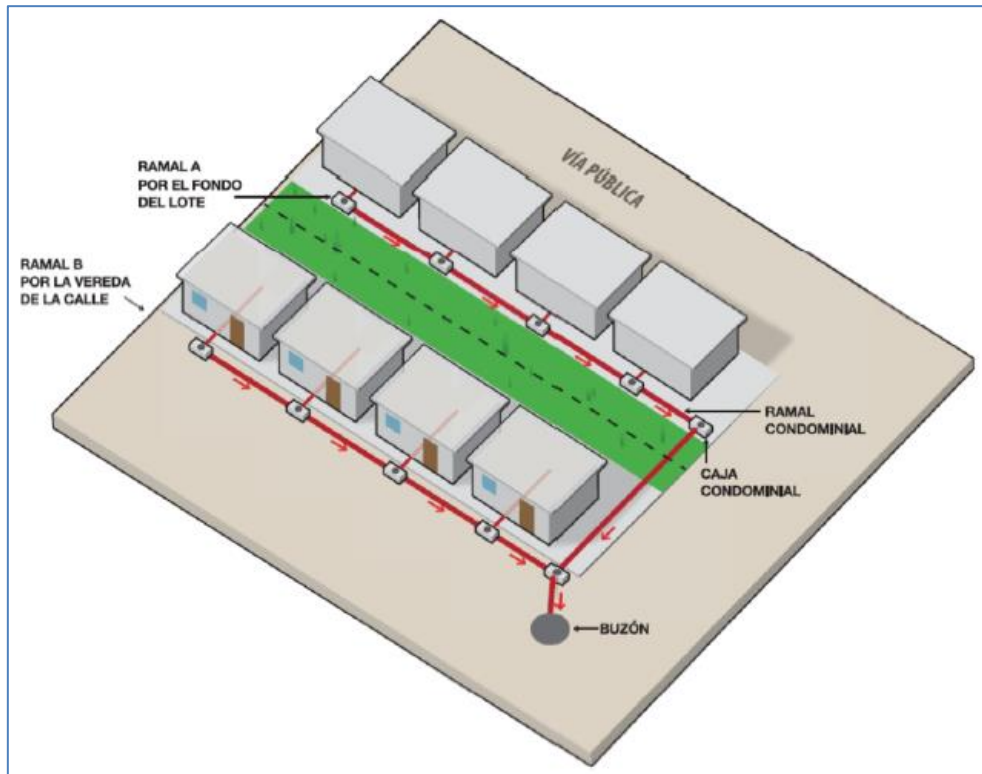 VÍA PÚBLICA
RAMAL A
POR EL FONDO
DEL LOTE
RAMAL B
POR LA VEREDA
DE LA CALLE
RAMAL
CONDOMINIAL
CAJA
CONDOMINIAL
BUZÓN